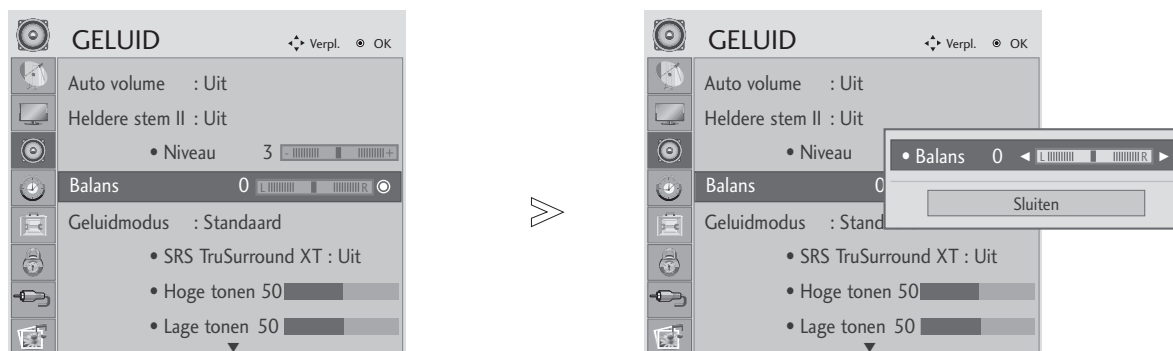 GELUID Verpl. OK
Auto volume : Uit
Heldere stem II : Uit
• Niveau 3 - +
Balans 0 L R
Geluidmodus : Standaard
• SRS TruSurround XT : Uit
• Hoge tonen 50
• Lage tonen 50
GELUID Verpl. OK
Auto volume : Uit
Heldere stem II : Uit
• Niveau
Balans 0
Geluidmodus : Stand
• SRS TruSurround XT : Uit
• Hoge tonen 50
• Lage tonen 50
• Balans 0 L R
Sluiten